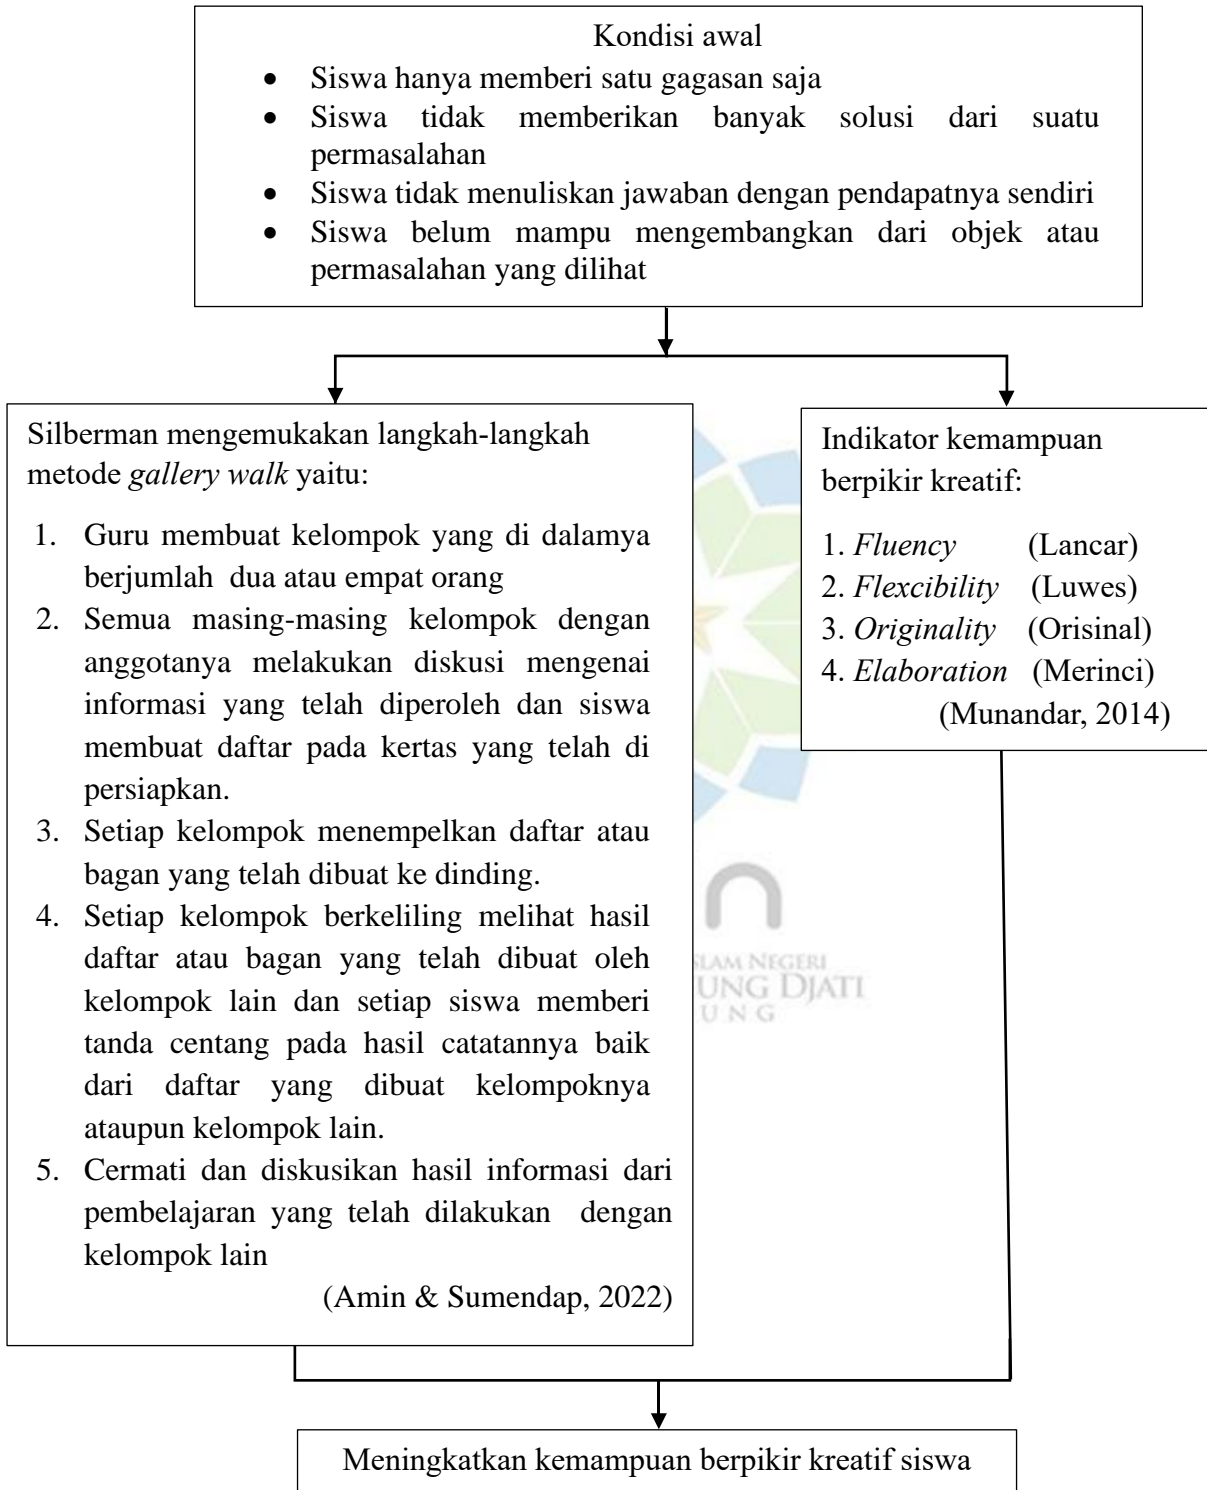 Kondisi awal
• Siswa hanya memberi satu gagasan saja
• Siswa tidak memberikan banyak solusi dari suatu
permasalahan
• Siswa tidak menuliskan jawaban dengan pendapatnya sendiri
• Siswa belum mampu mengembangkan dari objek atau
permasalahan yang dilihat
Silberman mengemukakan langkah-langkah
metode gallery walk yaitu:
1. Guru membuat kelompok yang di dalamya
berjumlah dua atau empat orang
2. Semua masing-masing kelompok dengan
anggotanya melakukan diskusi mengenai
informasi yang telah diperoleh dan siswa
membuat daftar pada kertas yang telah di
persiapkan.
3. Setiap kelompok menempelkan daftar atau
bagan yang telah dibuat ke dinding.
4. Setiap kelompok berkeliling melihat hasil
daftar atau bagan yang telah dibuat oleh
kelompok lain dan setiap siswa memberi
tanda centang pada hasil catatannya baik
dari daftar yang dibuat kelompoknya
ataupun kelompok lain.
5. Cermati dan diskusikan hasil informasi dari
pembelajaran yang telah dilakukan dengan
kelompok lain
(Amin & Sumendap, 2022)
Indikator kemampuan
berpikir kreatif:
1. Fluency (Lancar)
2. Flexcibility (Luwes)
3. Originality (Orisinal)
4. Elaboration (Merinci)
(Munandar, 2014)
SLAM NEGERI
UNG DJATI
UNG
Meningkatkan kemampuan berpikir kreatif siswa